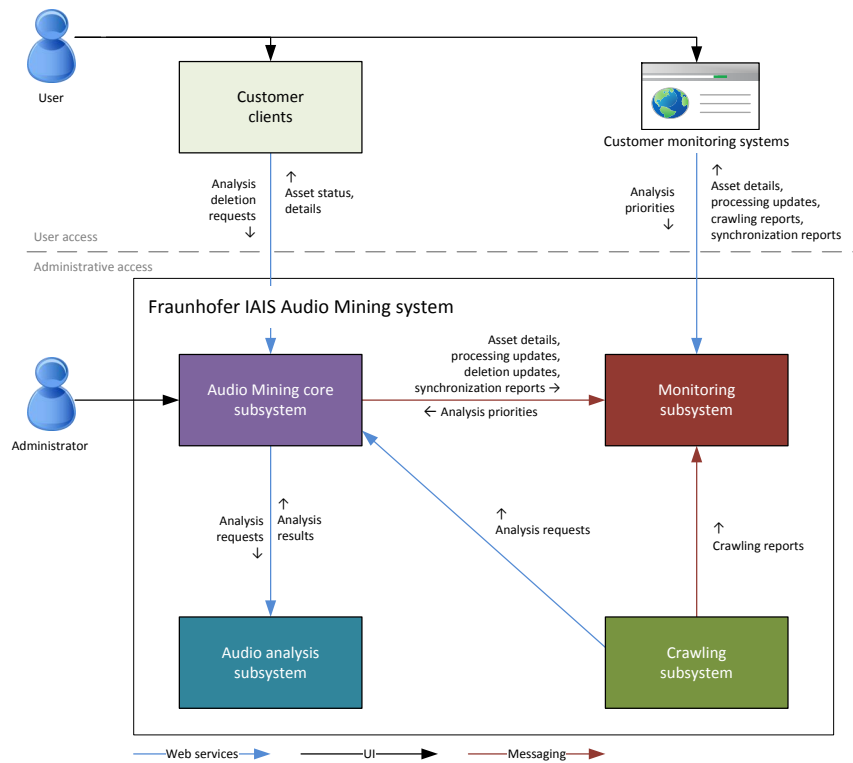 User
Customer
clients
Customer monitoring systems
Analysis
deletion
requests
↓
↑
Asset status,
details
Analysis
priorities
↓
↑
Asset details,
processing updates,
crawling reports,
synchronization reports
User access
Administrative access
Fraunhofer IAIS Audio Mining system
Administrator
Audio Mining core
subsystem
Asset details,
processing updates,
deletion updates,
synchronization reports →
← Analysis priorities
Monitoring
subsystem
Analysis
requests
↓
↑
Analysis
results
↑
Analysis requests
↑
Crawling reports
Audio analysis
subsystem
Crawling
subsystem
Web services
UI
Messaging